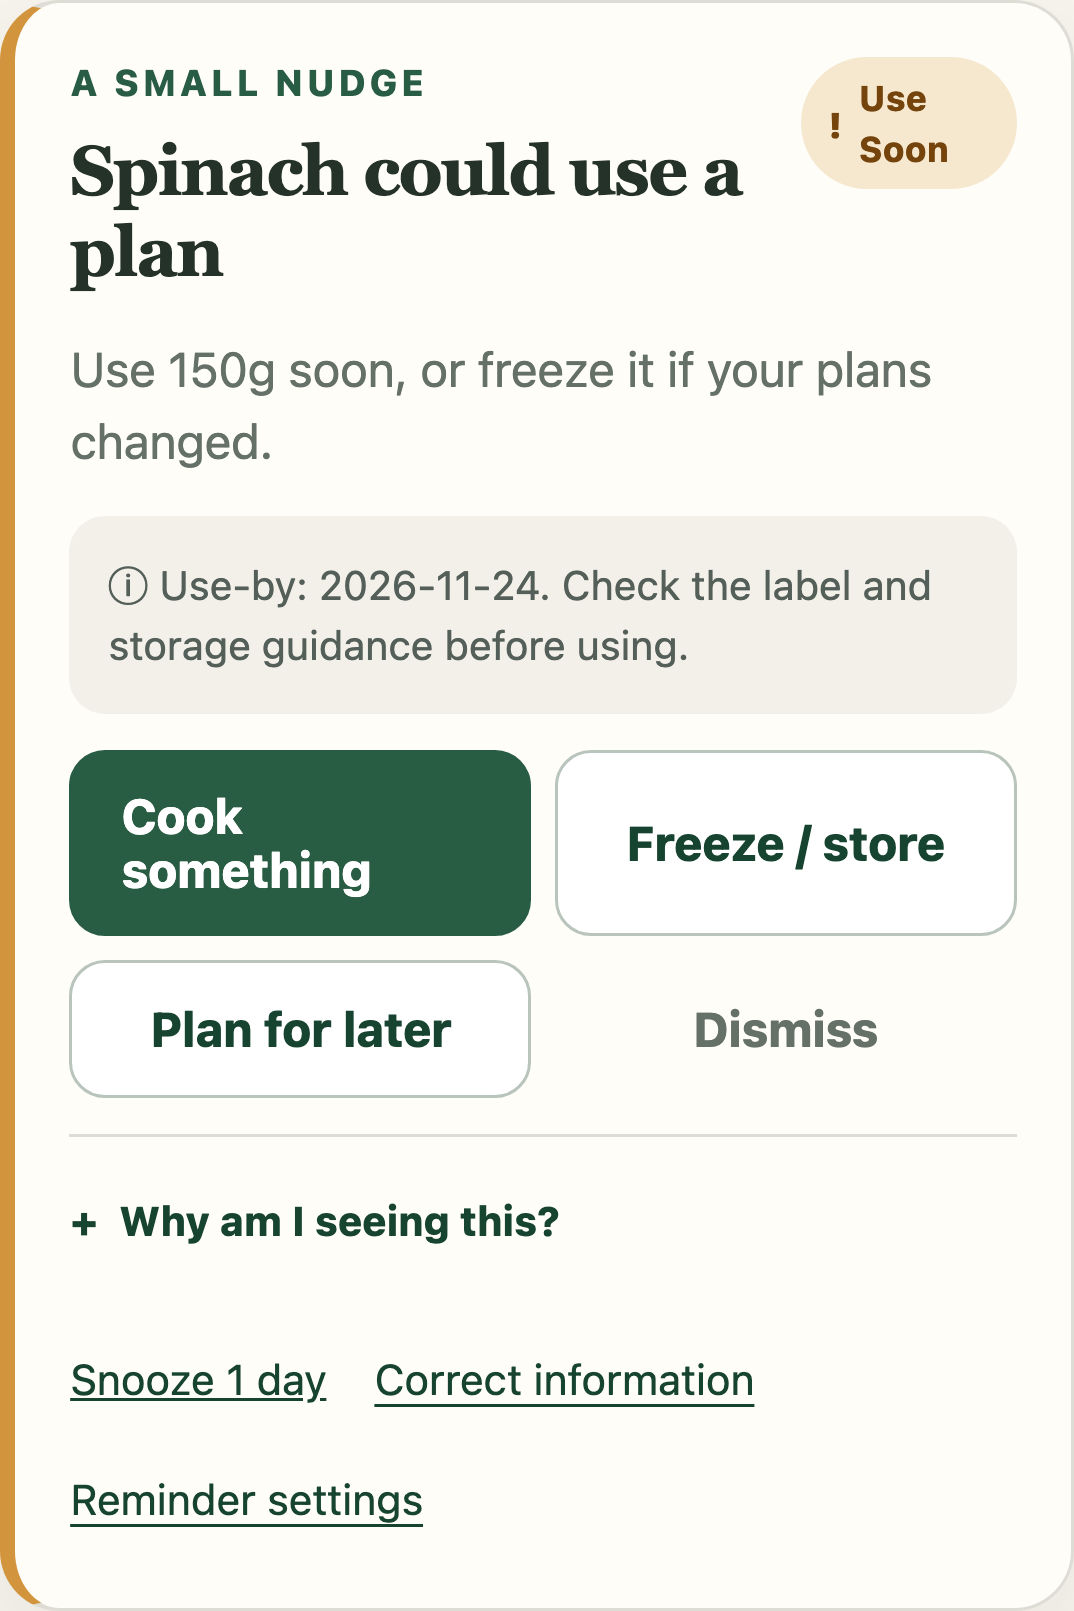 A SMALL NUDGE
! Use
Soon
Spinach could use a
plan
Use 150g soon, or freeze it if your plans
changed.
ⓘ Use-by: 2026-11-24. Check the label and
storage guidance before using.
Cook
something
Freeze / store
Plan for later
Dismiss
+ Why am I seeing this?
Snooze 1 day
Correct information
Reminder settings